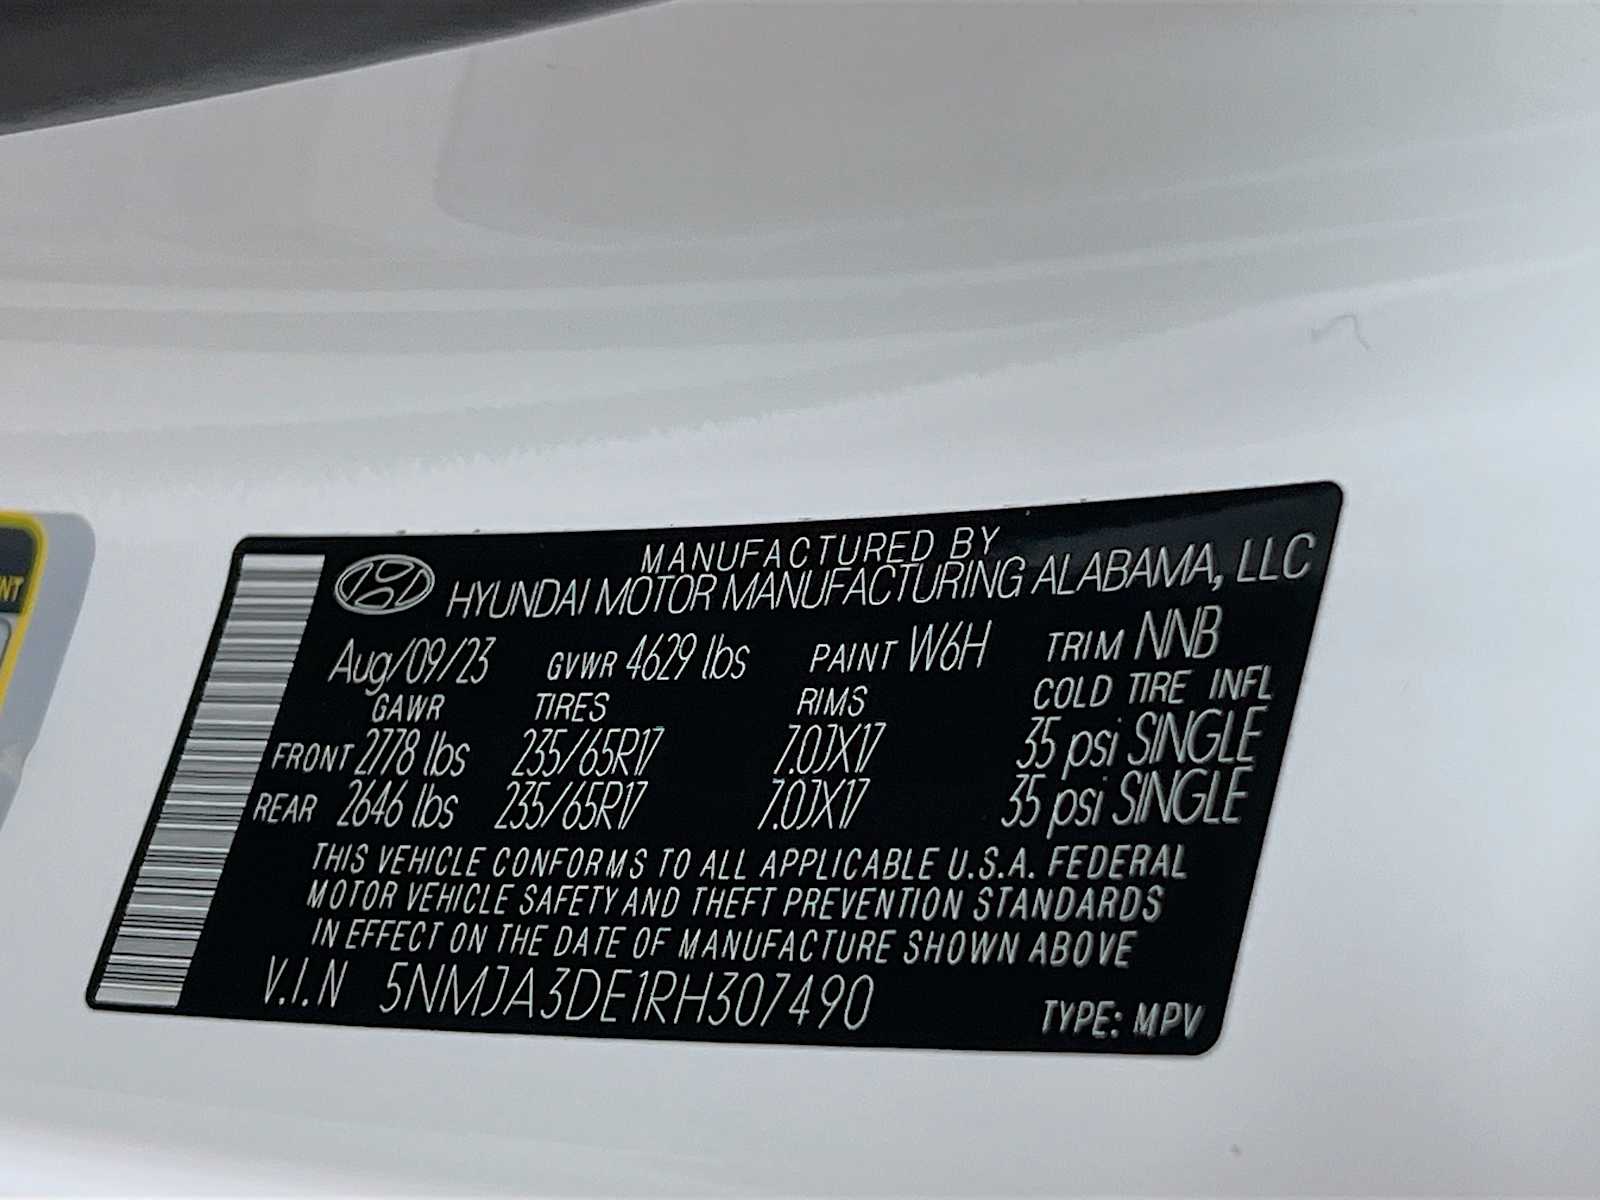 NT
MANUFACTURED BY
HYUNDAI MOTOR MANUFACTURING ALABAMA, LLC
Aug/09/23 GVWR 4629 lbs PAINT W6H TRIM NNB
GAWR TIRES RIMS COLD TIRE INFL
FRONT 2778 lbs 235/65R17 7.0JX17 35 psi SINGLE
REAR 2646 lbs 235/65R17 7.0JX17 35 psi SINGLE
THIS VEHICLE CONFORMS TO ALL APPLICABLE U.S.A. FEDERAL
MOTOR VEHICLE SAFETY AND THEFT PREVENTION STANDARDS
IN EFFECT ON THE DATE OF MANUFACTURE SHOWN ABOVE
V.I.N 5NMJA3DE1RH307490 TYPE: MPV